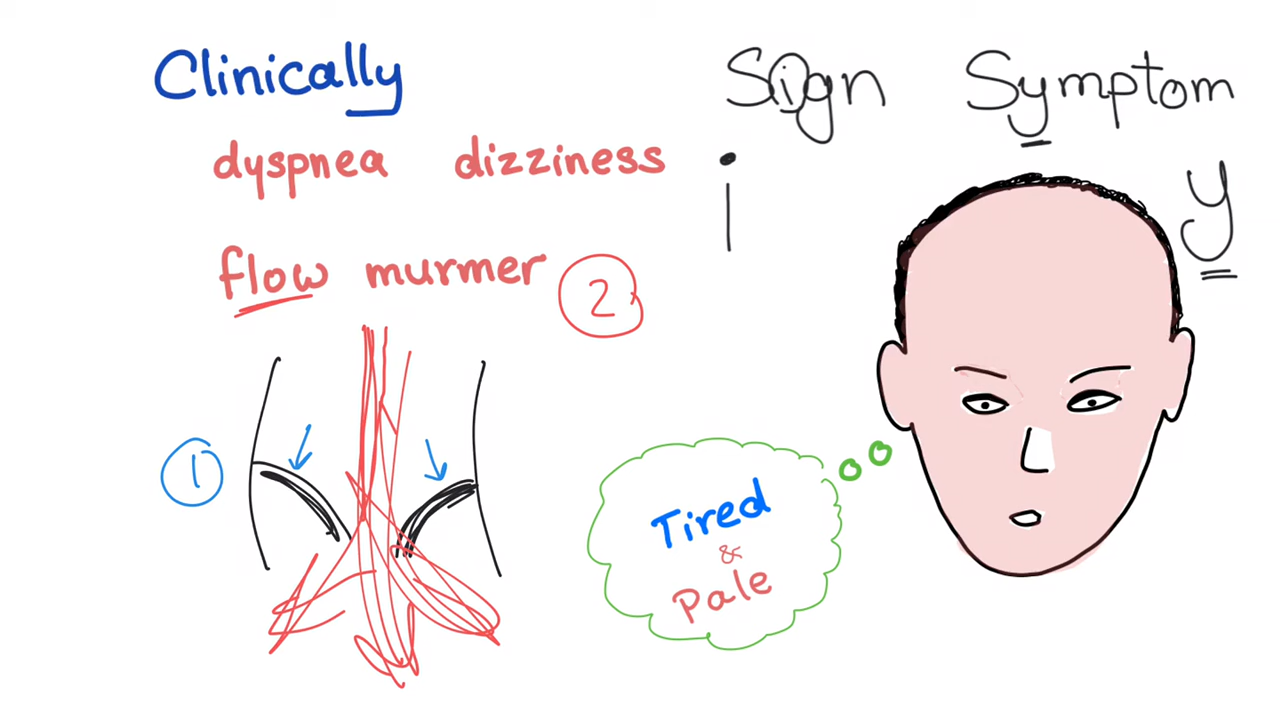 Clinically
dyspnea dizziness
flow murmer
2
1
Sign Symptom
i
y
Tired
&
Pale